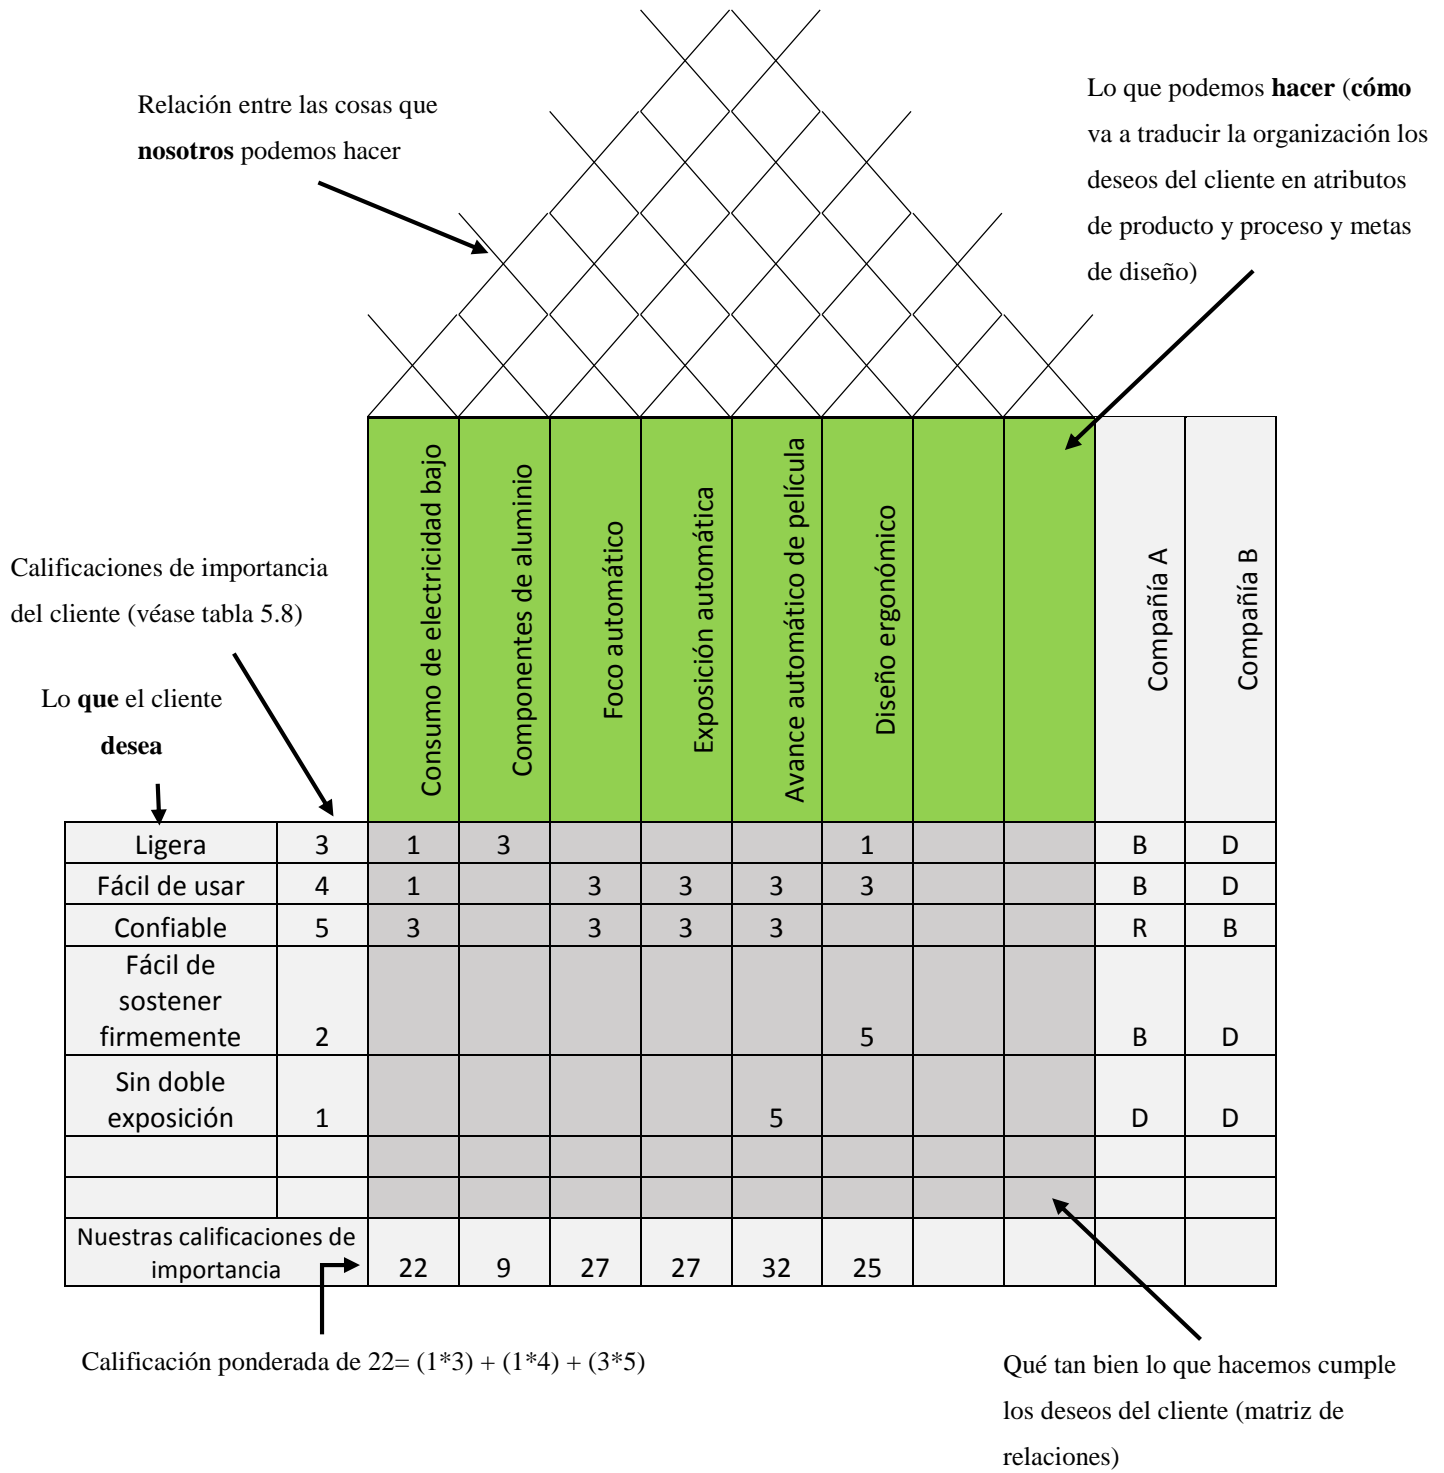 Relación entre las cosas que
nosotros podemos hacer
Lo que podemos hacer (cómo
va a traducir la organización los
deseos del cliente en atributos
de producto y proceso y metas
de diseño)
Calificaciones de importancia
del cliente (véase tabla 5.8)
Lo que el cliente
desea
Consumo de electricidad bajo
Componentes de aluminio
Foco automático
Exposición automática
Avance automático de película
Diseño ergonómico
Compañía A
Compañía B
Ligera 3 1 3 1 B D
Fácil de usar 4 1 3 3 3 3 B D
Confiable 5 3 3 3 3 R B
Fácil de
sostener
firmemente 2 5 B D
Sin doble
exposición 1 5 D D
Nuestras calificaciones de
importancia 22 9 27 27 32 25
Calificación ponderada de 22= (1*3) + (1*4) + (3*5)
Qué tan bien lo que hacemos cumple
los deseos del cliente (matriz de
relaciones)